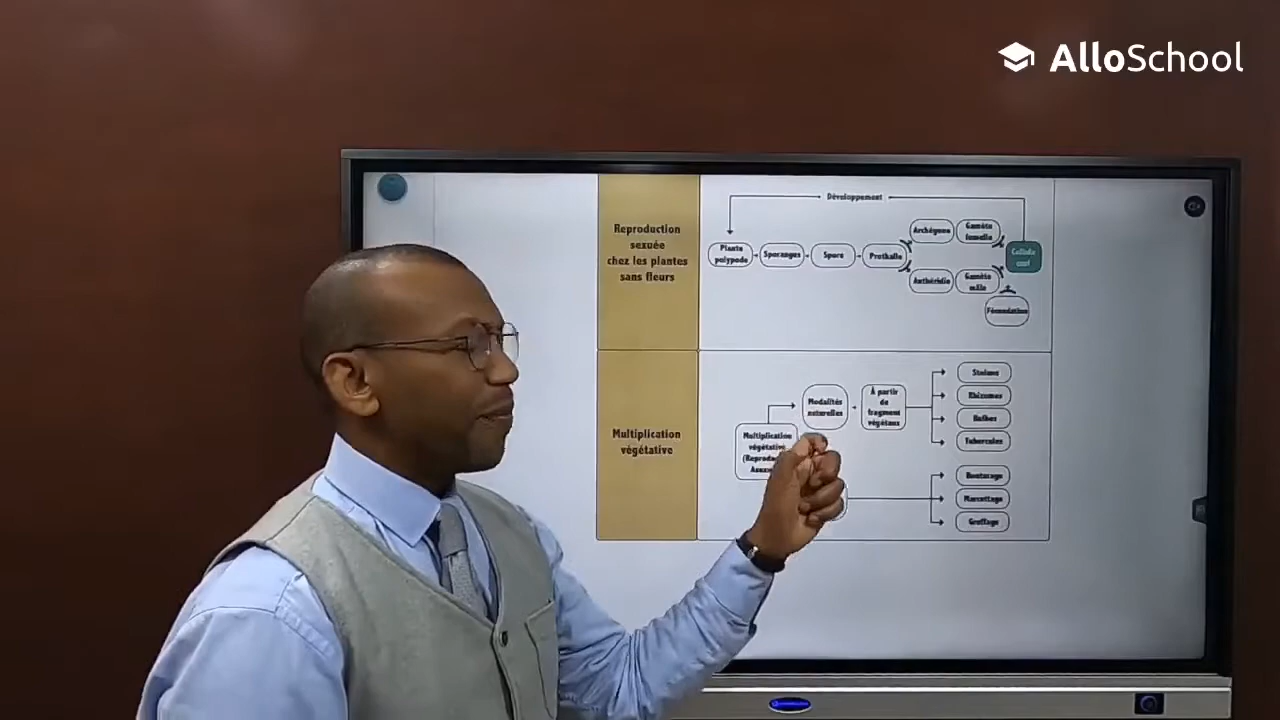 AlloSchool
Reproduction
sexuée
chez les plantes
sans fleurs
Développement
Plante
polypode
Sporanges
Spore
Prothalle
Archégone
Gamète
femelle
Anthéridie
Gamète
mâle
Fécondation
Multiplication
végétative
Multiplication
végétative
Modalités
naturelles
À partir
de
fragment
végétaux
Stolons
Rhizomes
Bulbes
Tubercules
Bouturage
Marcottage
Greffage